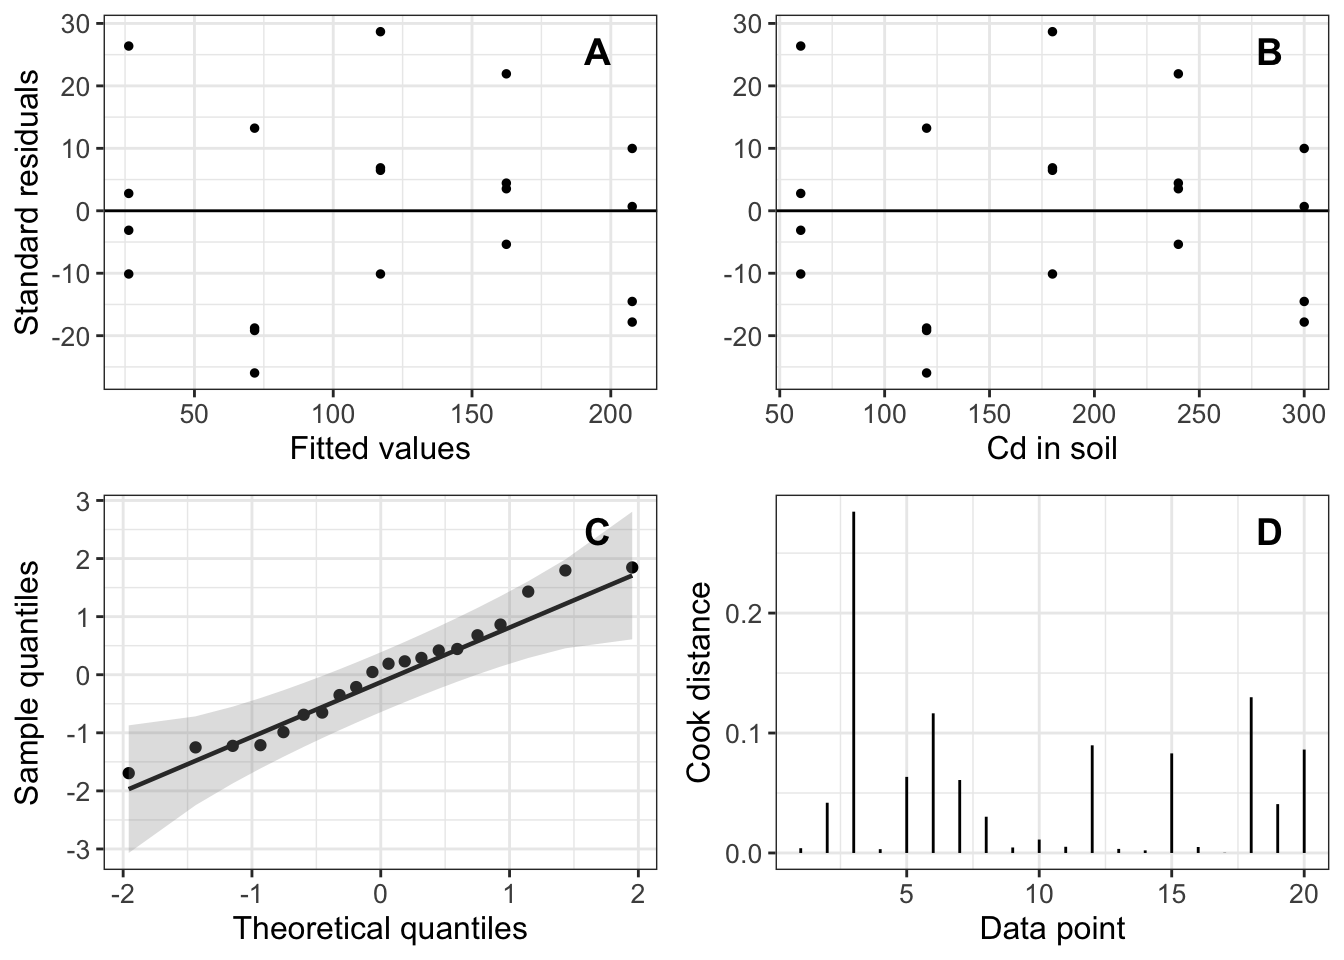 A
Standard residuals
30
20
10
0
-10
-20
50 100 150 200
Fitted values
B
30
20
10
0
-10
-20
50 100 150 200 250 300
Cd in soil
C
Sample quantiles
3
2
1
0
-1
-2
-3
-2 -1 0 1 2
Theoretical quantiles
D
Cook distance
0.2
0.1
0.0
5 10 15 20
Data point